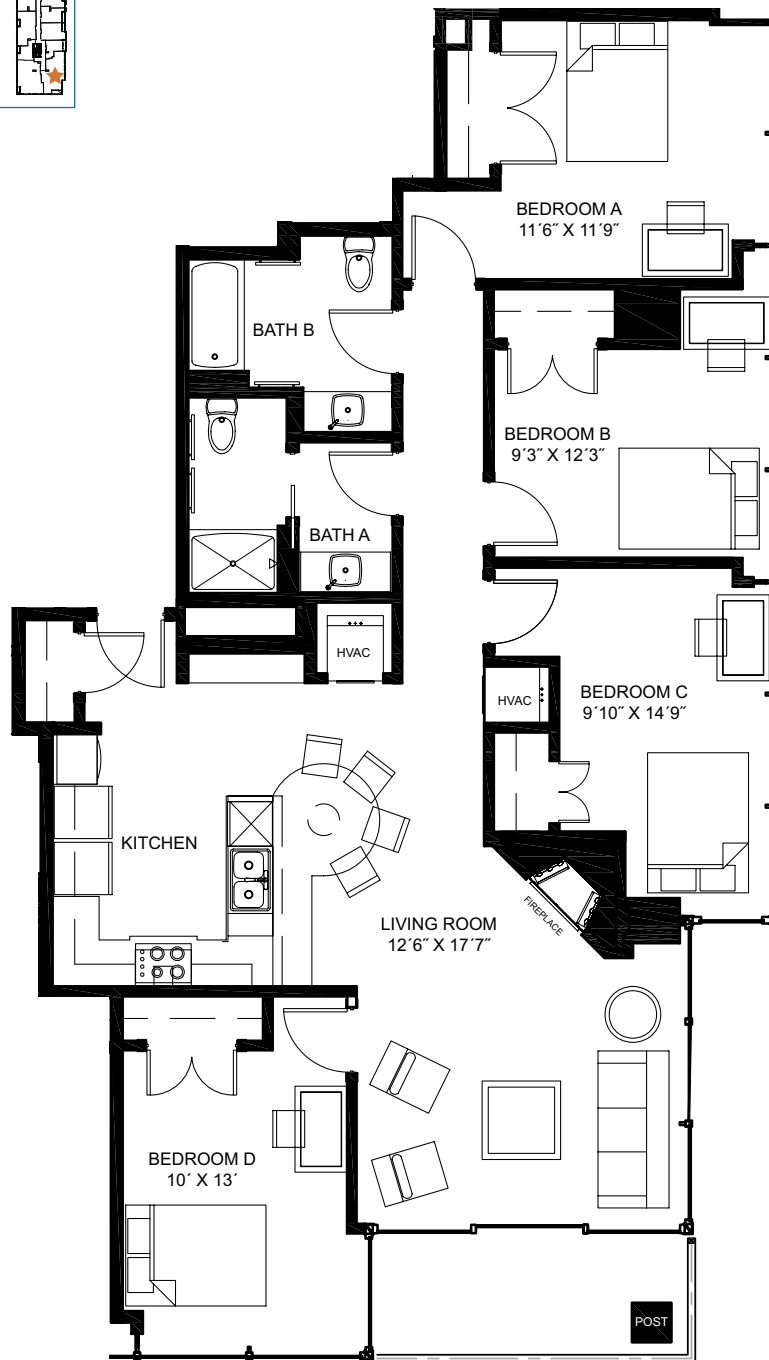 BEDROOM A
11´6˝ X 11´9˝
BATH B
BEDROOM B
9´3˝ X 12´3˝
BATH A
HVAC
HVAC
BEDROOM C
9´10˝ X 14´9˝
KITCHEN
FIREPLACE
LIVING ROOM
12´6˝ X 17´7˝
BEDROOM D
10´ X 13´
POST